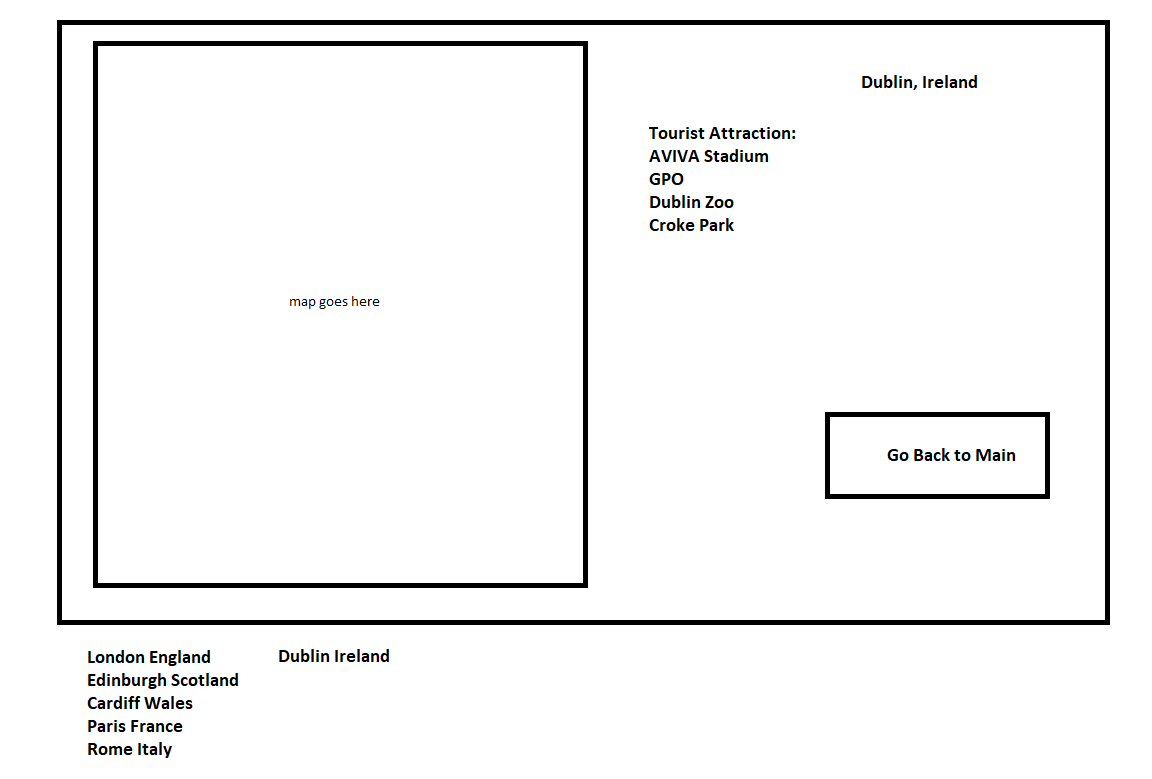 Dublin, Ireland
Tourist Attraction:
AVIVA Stadium
GPO
Dublin Zoo
Croke Park
map goes here
Go Back to Main
London England
Dublin Ireland
Edinburgh Scotland
Cardiff Wales
Paris France
Rome Italy